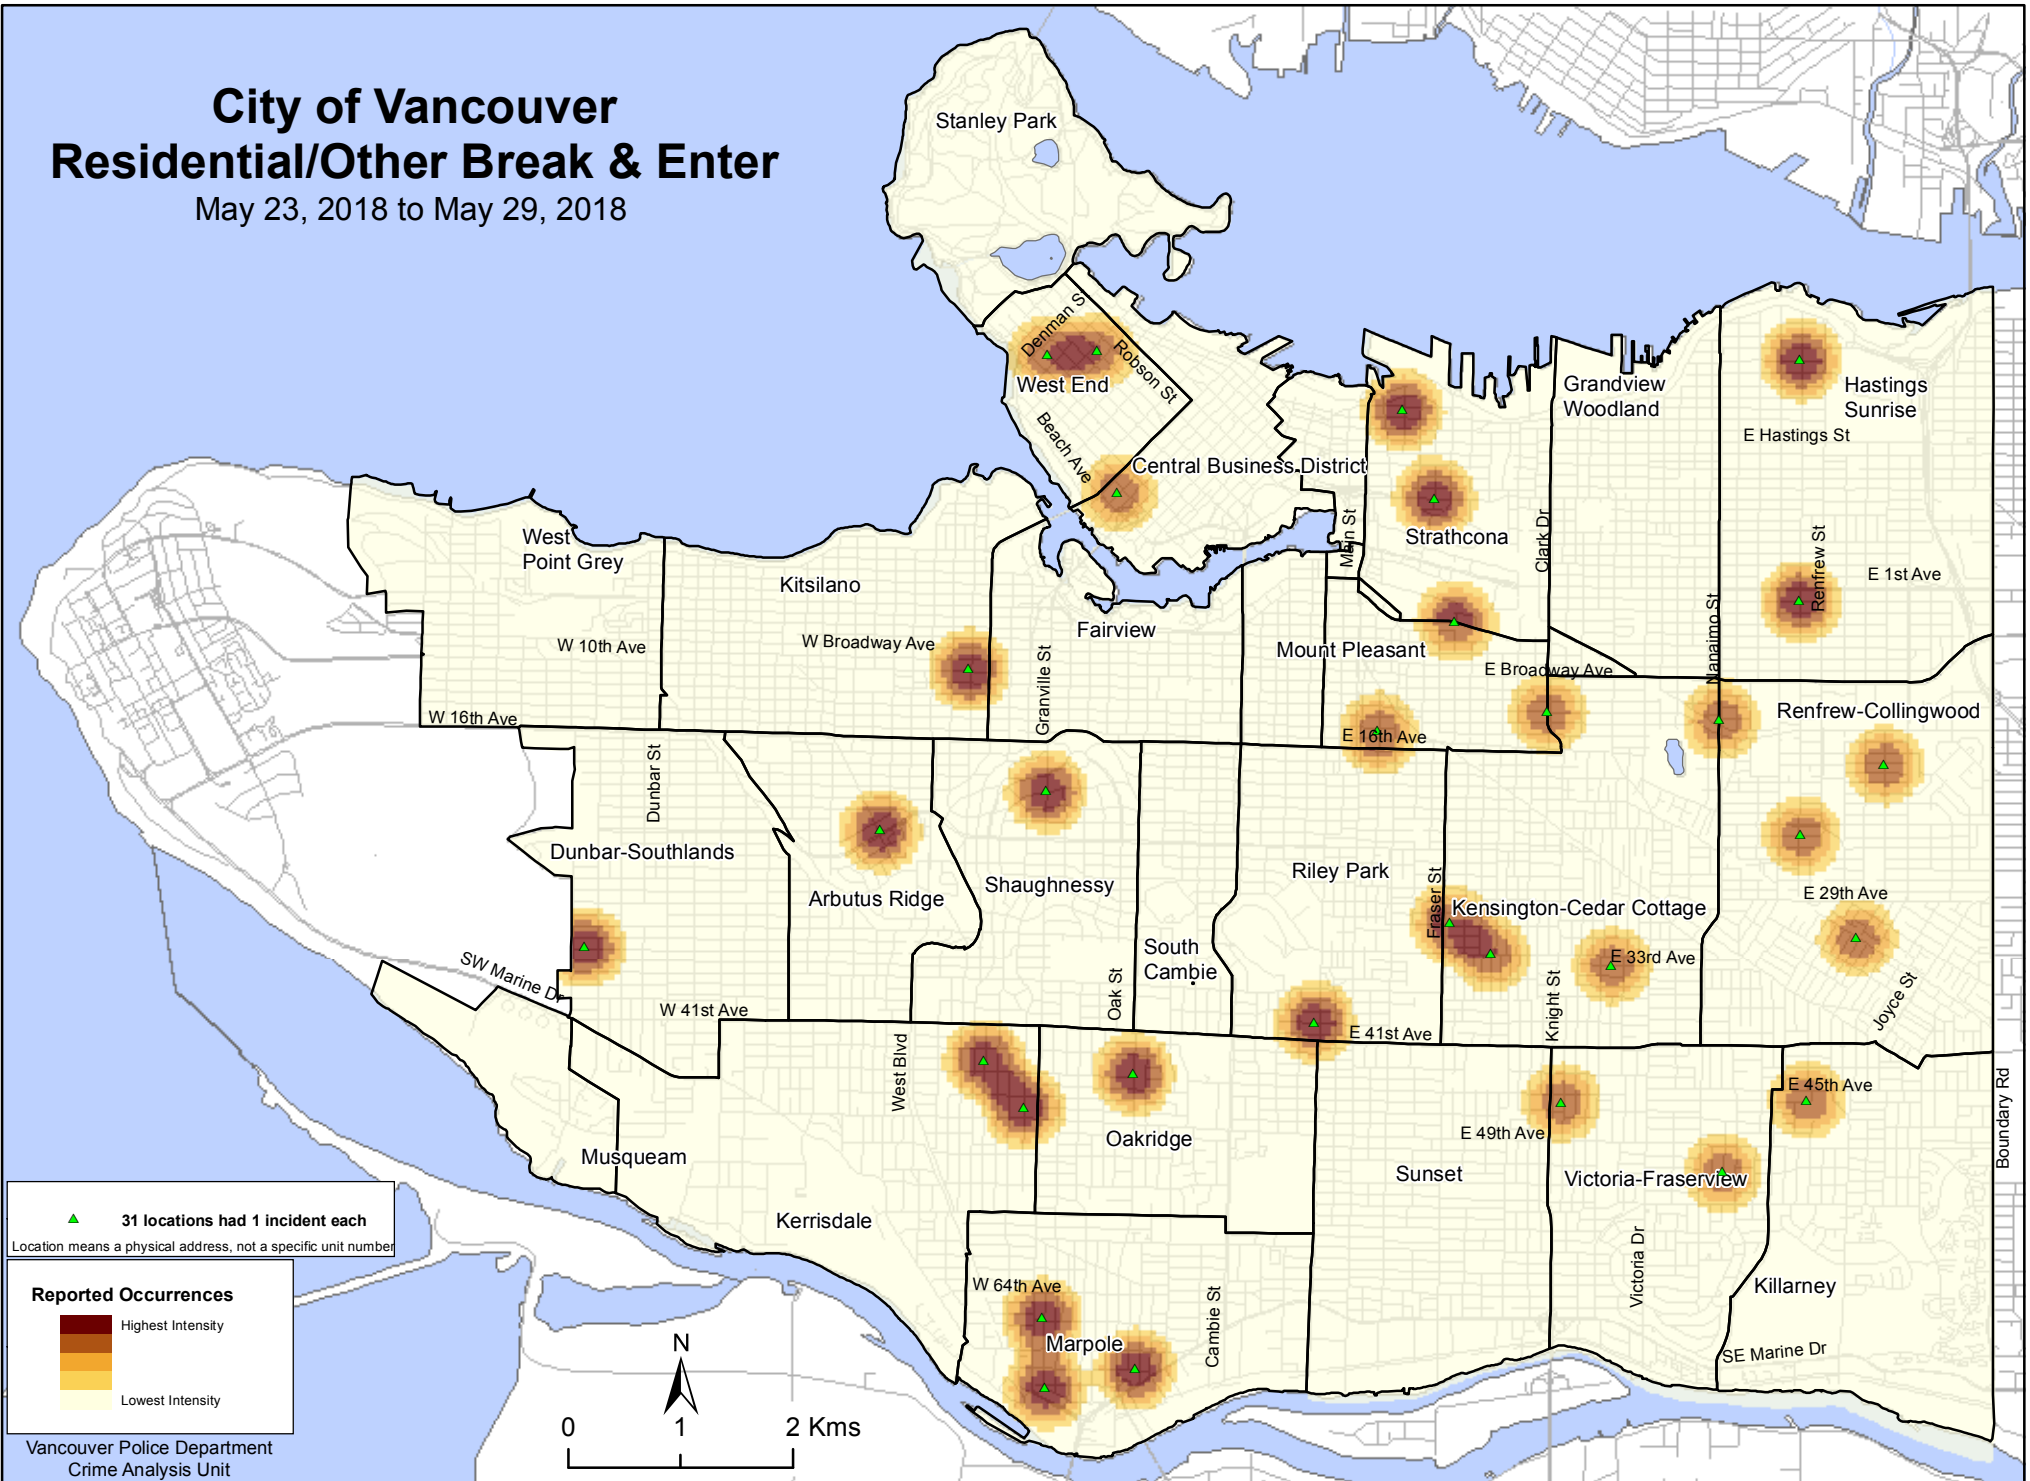 City of Vancouver
Residential/Other Break & Enter
May 23, 2018 to May 29, 2018
Stanley Park
Denman S
Robson St
West End
Beach Ave
Central Business District
Grandview
Woodland
Hastings
Sunrise
E Hastings St
Main St
Strathcona
Clark Dr
Renfrew St
E 1st Ave
Nanaimo St
West
Point Grey
Kitsilano
Fairview
W 10th Ave
W Broadway Ave
Granville St
Mount Pleasant
E Broadway Ave
W 16th Ave
E 16th Ave
Renfrew-Collingwood
Dunbar St
Dunbar-Southlands
Arbutus Ridge
Shaughnessy
Riley Park
Fraser St
Kensington-Cedar Cottage
E 29th Ave
South
Cambie
E 33rd Ave
SW Marine Dr
W 41st Ave
Oak St
E 41st Ave
Knight St
Joyce St
West Blvd
E 45th Ave
Boundary Rd
Oakridge
E 49th Ave
Musqueam
Sunset
Victoria-Fraserview
Kerrisdale
Victoria Dr
W 64th Ave
Killarney
Marpole
Cambie St
SE Marine Dr
31 locations had 1 incident each
Location means a physical address, not a specific unit number
Reported Occurrences
Highest Intensity
Lowest Intensity
N
0 1 2 Kms
Vancouver Police Department
Crime Analysis Unit